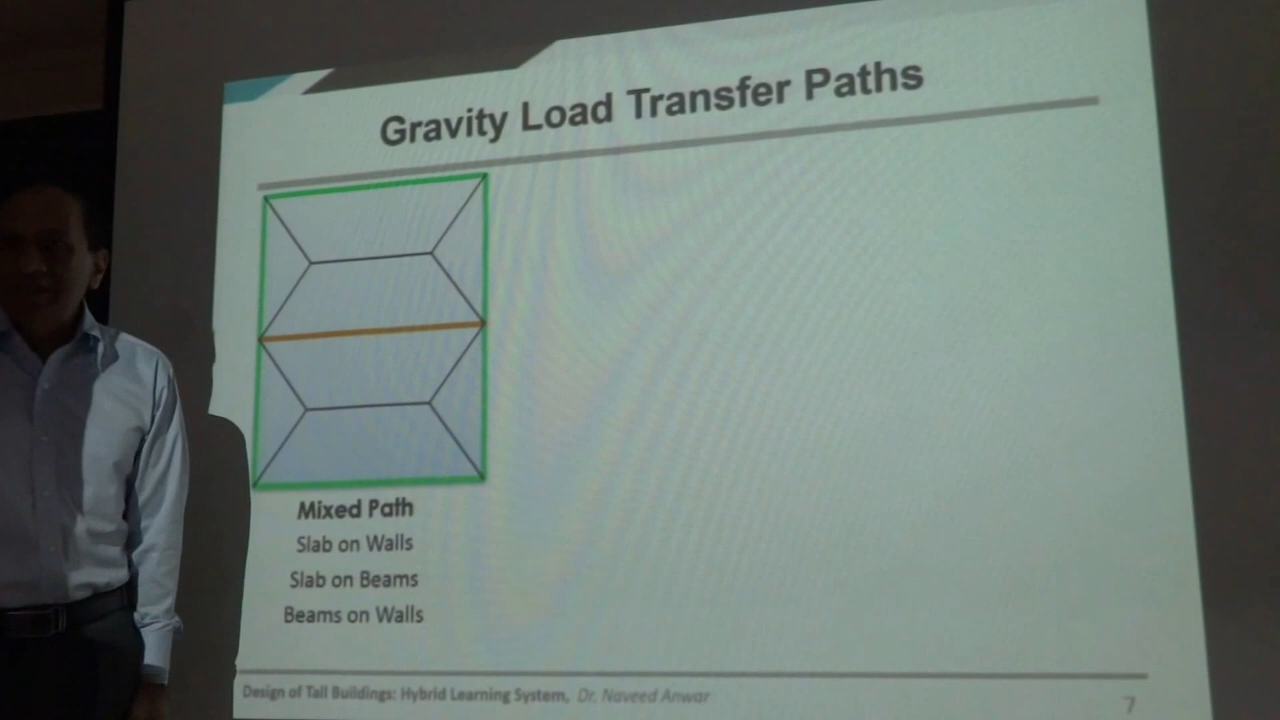 Gravity Load Transfer Paths
Mixed Path
Slab on Walls
Slab on Beams
Beams on Walls
Design of Tall Buildings: Hybrid Learning System, Dr. Naveed Anwar
7